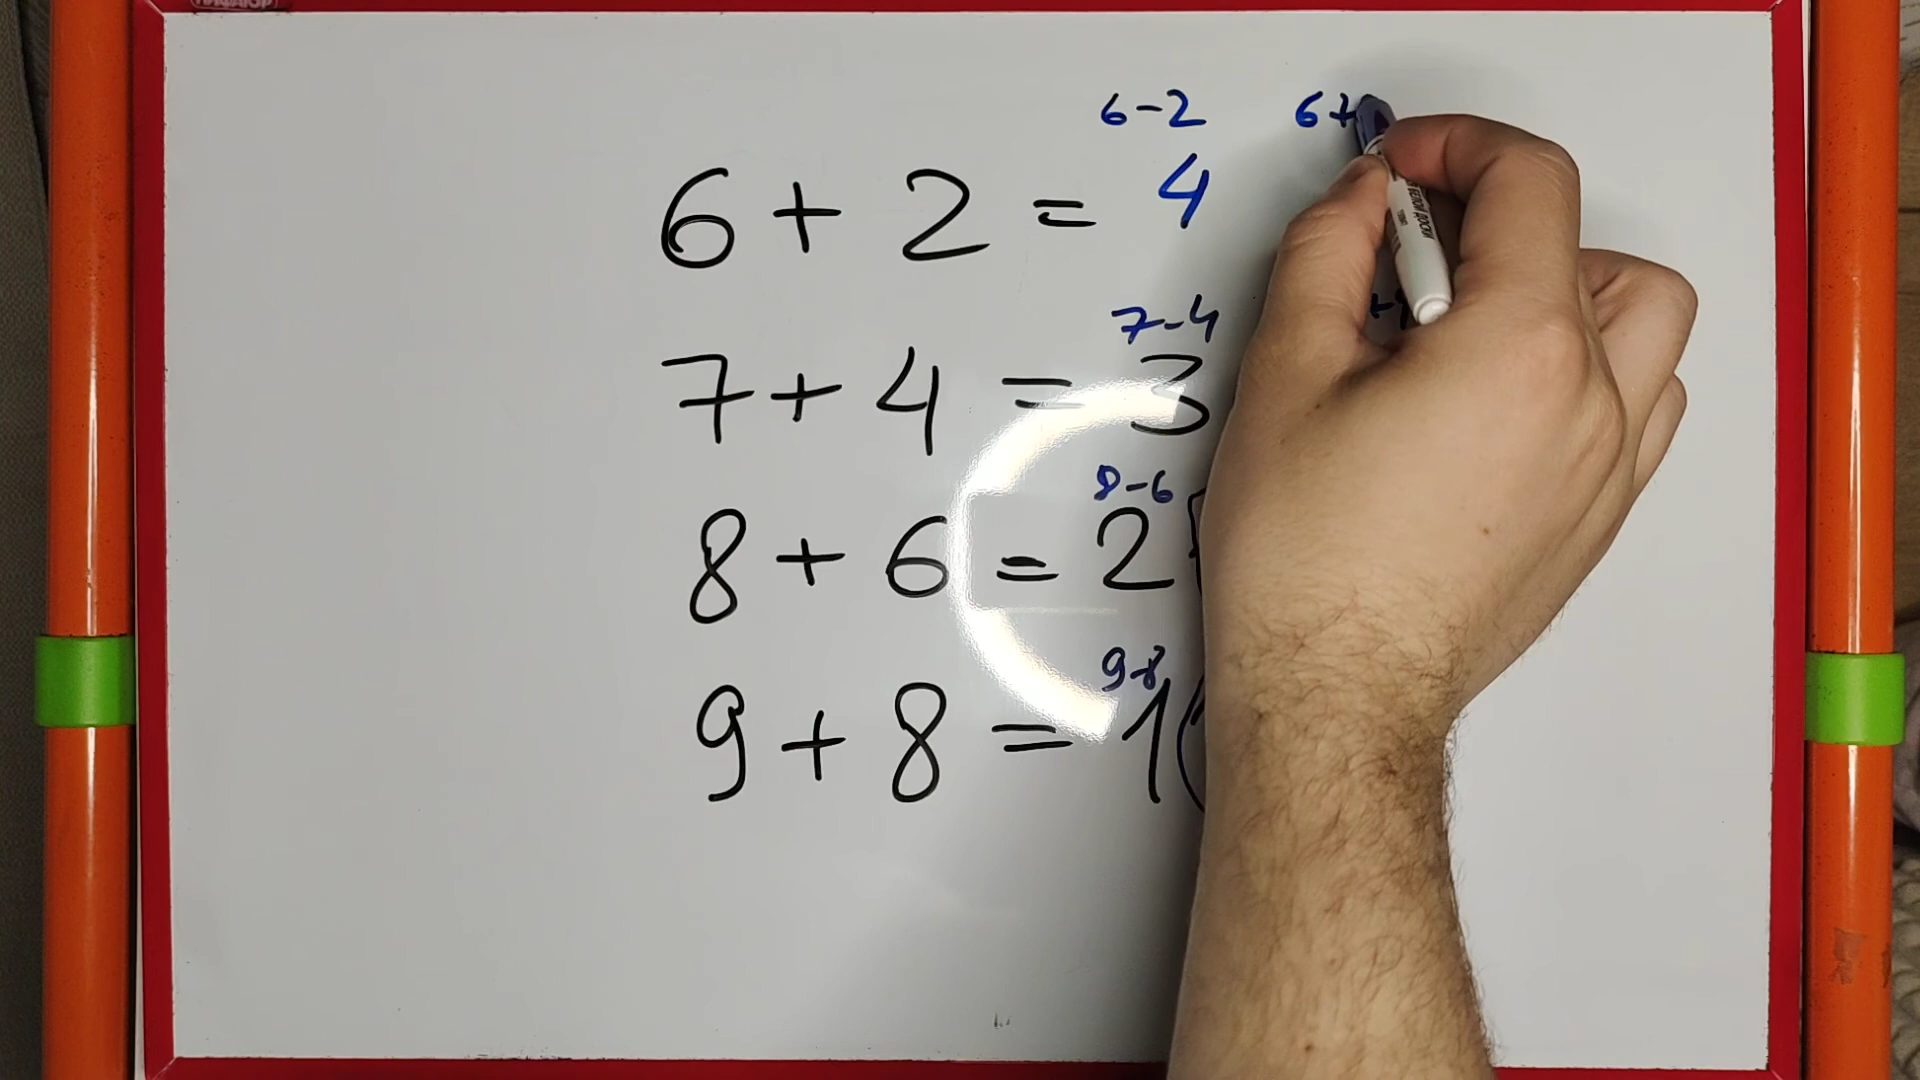 6-2 6+
6 + 2 = 4
7-4
7 + 4 = 3
8-6
8 + 6 = 2
9-8
9 + 8 = 1